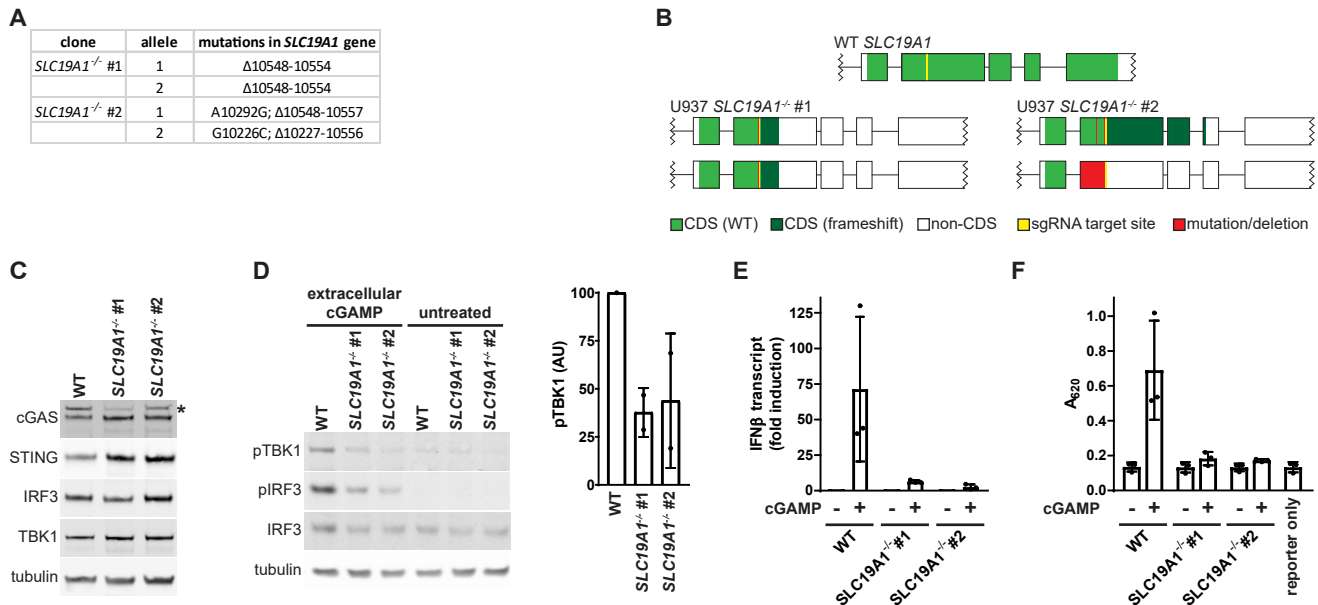 A
clone allele mutations in SLC19A1 gene
SLC19A1-/- #1 1 Δ10548-10554
2 Δ10548-10554
SLC19A1-/- #2 1 A10292G; Δ10548-10557
2 G10226C; Δ10227-10556
B
WT SLC19A1
U937 SLC19A1-/- #1
U937 SLC19A1-/- #2
CDS (WT) CDS (frameshift) non-CDS sgRNA target site mutation/deletion
C
WT SLC19A1-/- #1 SLC19A1-/- #2
cGAS *
STING
IRF3
TBK1
tubulin
D
extracellular
cGAMP
untreated
WT SLC19A1-/- #1 SLC19A1-/- #2 WT SLC19A1-/- #1 SLC19A1-/- #2
pTBK1
pIRF3
IRF3
tubulin
pTBK1 (AU)
100
75
50
25
0
WT SLC19A1-/- #1 SLC19A1-/- #2
E
IFNβ transcript
(fold induction)
125
100
75
50
25
0
cGAMP - + - + - +
WT SLC19A1-/-#1 SLC19A1-/-#2
F
A620
1.0
0.8
0.6
0.4
0.2
0.0
cGAMP - + - + - +
WT SLC19A1-/-#1 SLC19A1-/-#2 reporter only